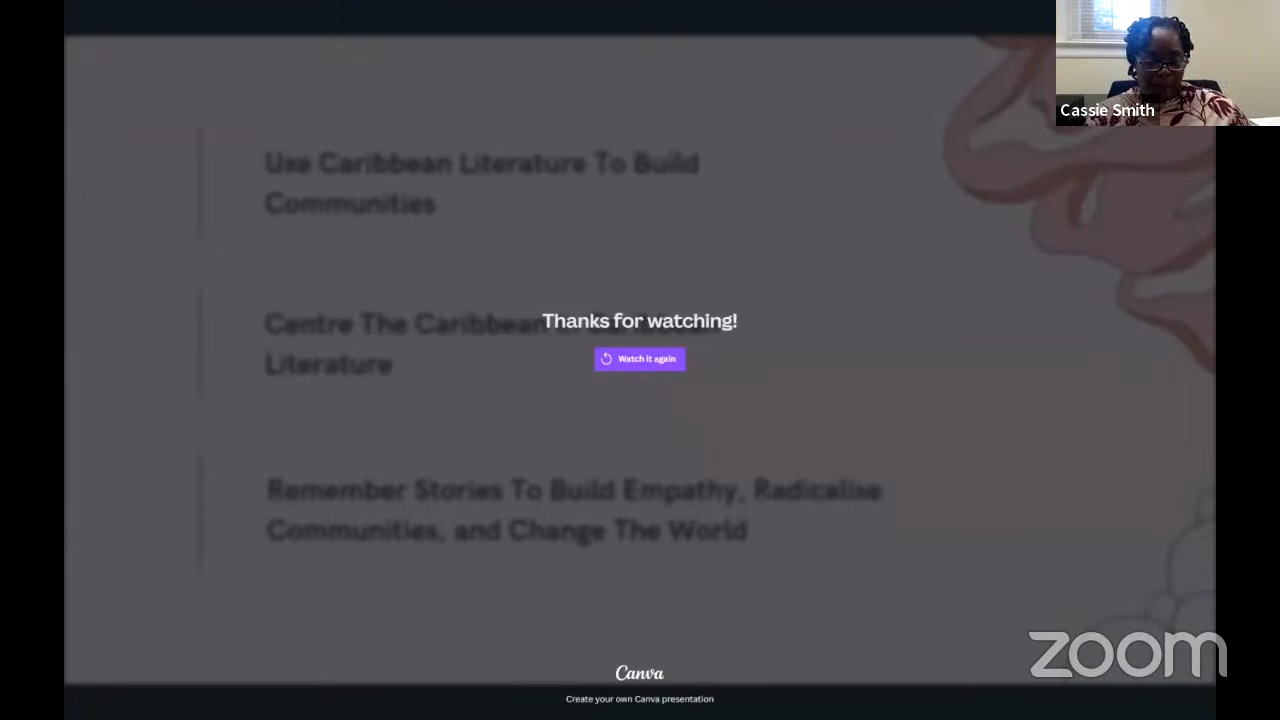 Cassie Smith
Use Caribbean Literature To Build
Communities
Centre The Caribbean
Literature
Thanks for watching!
Watch it again
Remember Stories To Build Empathy, Radicalise
Communities, and Change The World
zoom
Canva
Create your own Canva presentation